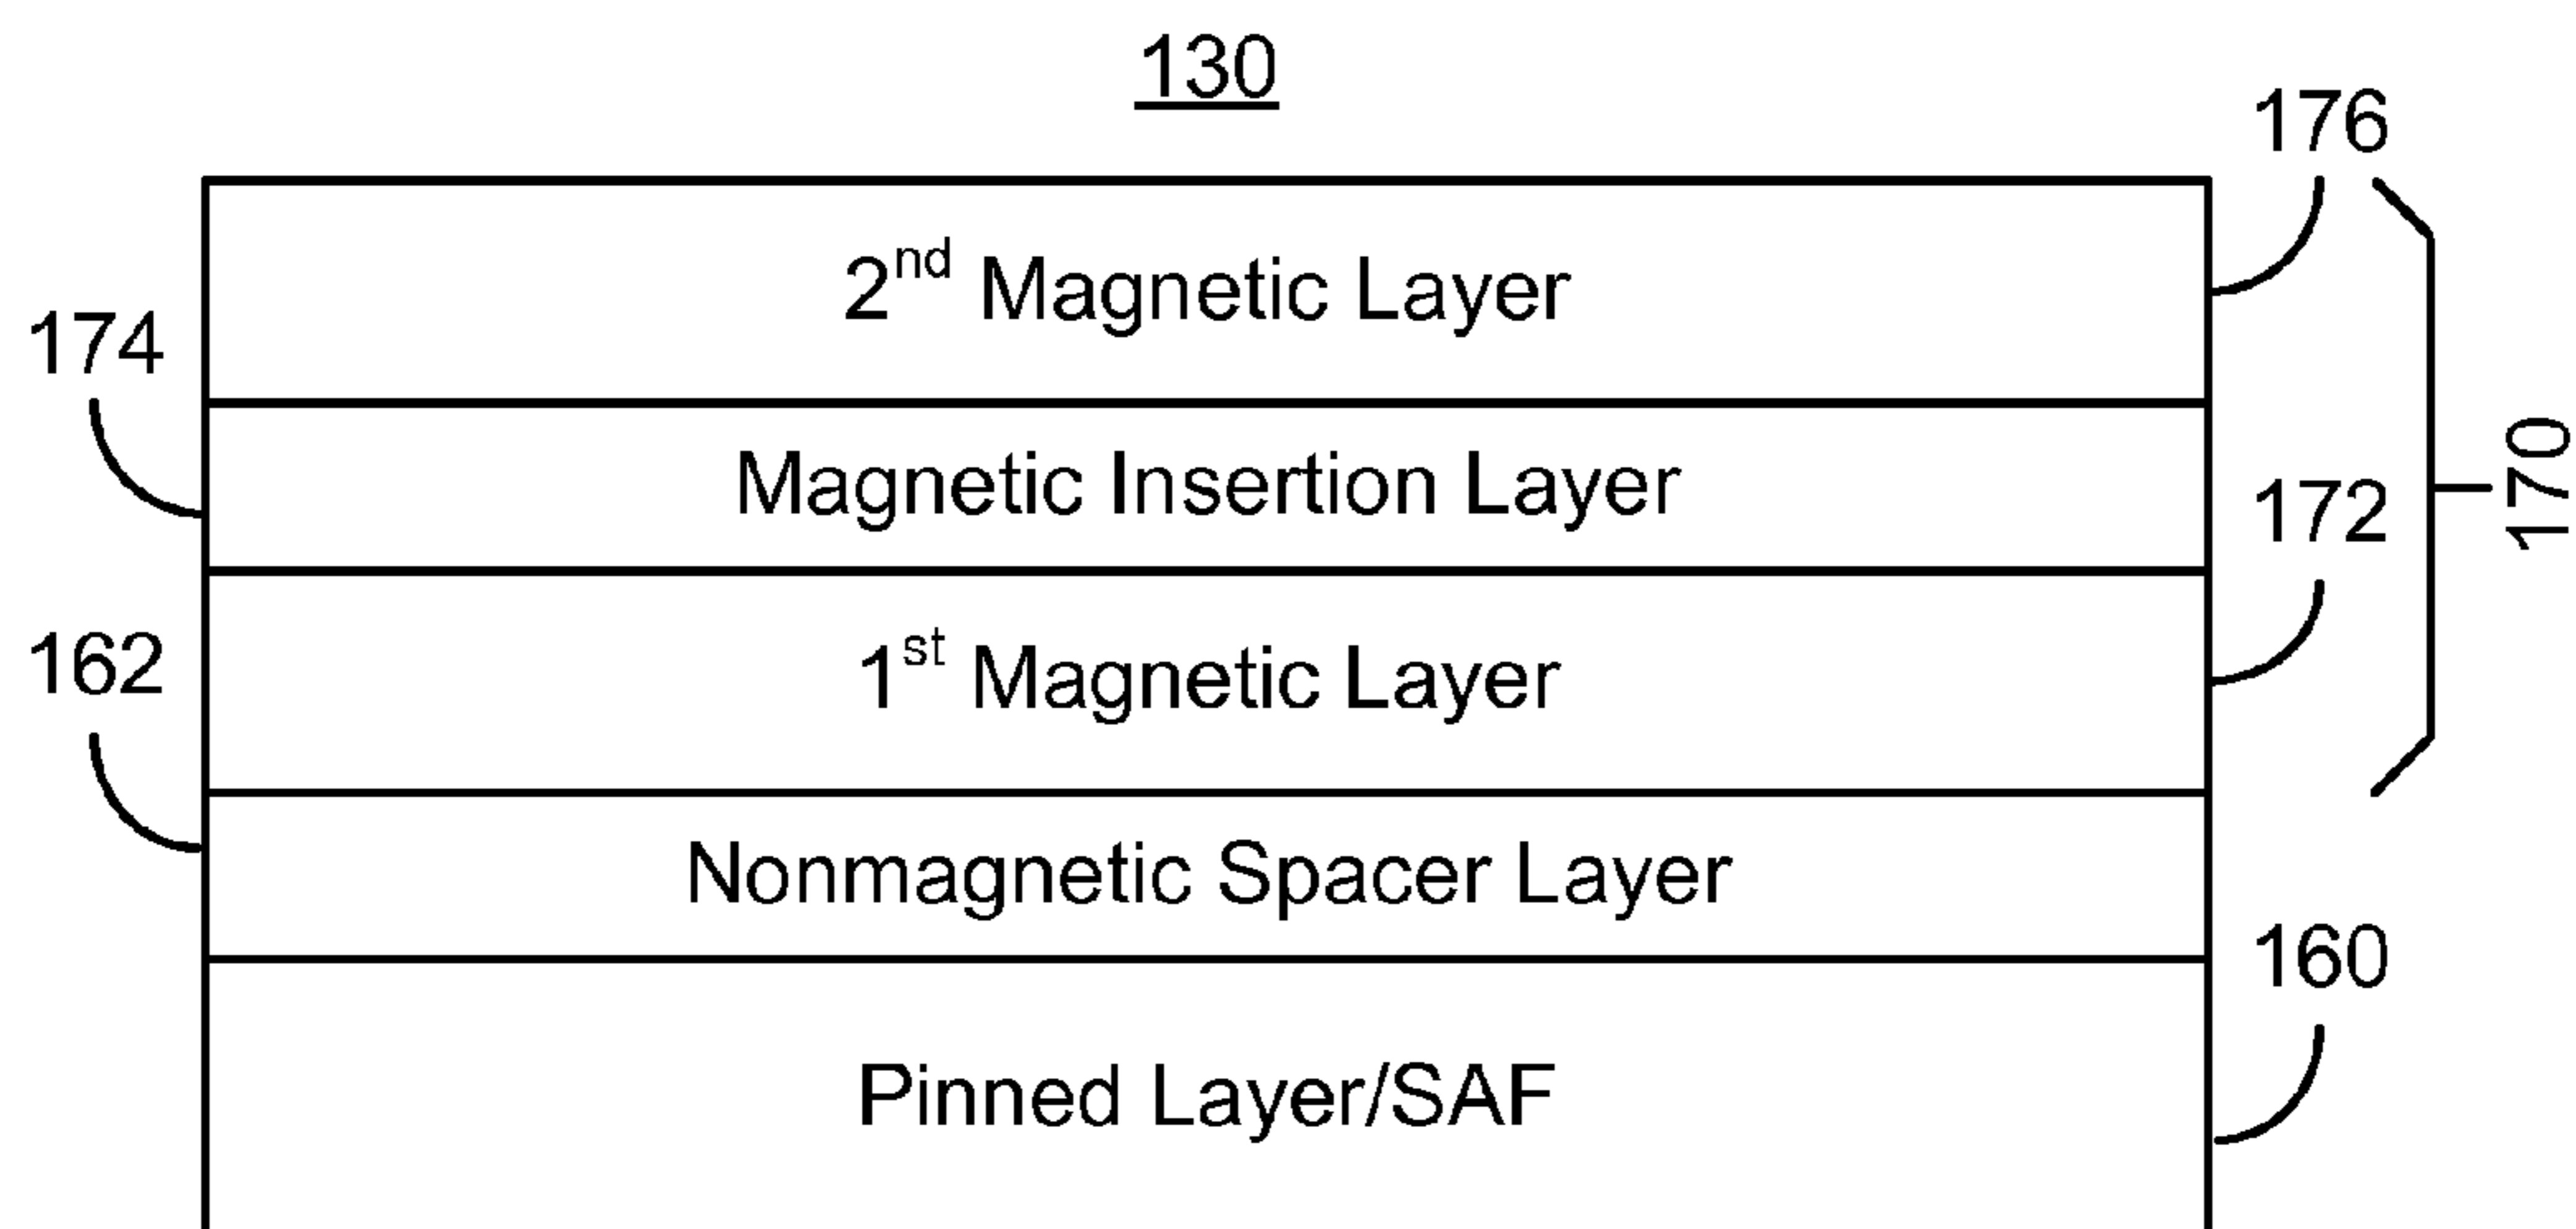 130
176
2nd Magnetic Layer
174
Magnetic Insertion Layer
170
172
1st Magnetic Layer
162
Nonmagnetic Spacer Layer
160
Pinned Layer/SAF